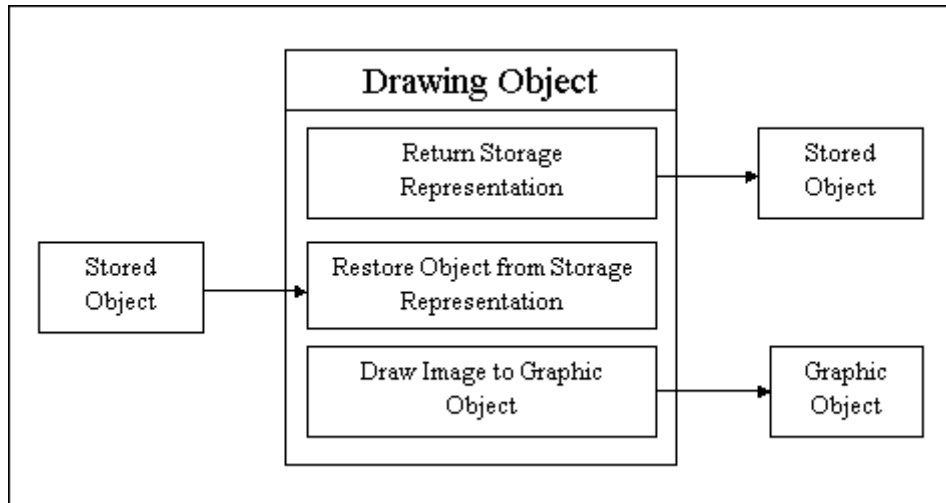 Drawing Object
Return Storage
Representation
Stored
Object
Stored
Object
Restore Object from Storage
Representation
Draw Image to Graphic
Object
Graphic
Object